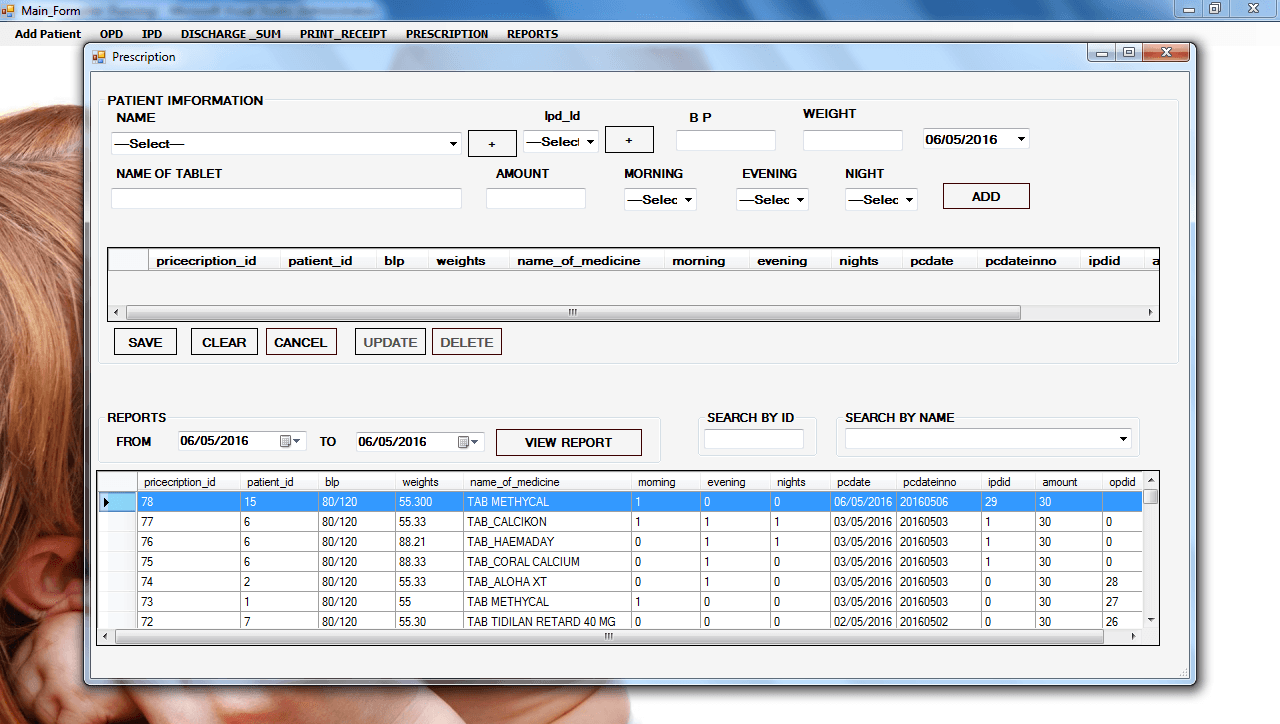 Main_Form
Add Patient OPD IPD DISCHARGE_SUM PRINT_RECEIPT PRESCRIPTION REPORTS
Prescription
PATIENT IMFORMATION
NAME Ipd_Id B P WEIGHT
—Select— + —Select + 06/05/2016
NAME OF TABLET AMOUNT MORNING EVENING NIGHT
—Selec —Selec —Selec ADD
pricecription_id patient_id blp weights name_of_medicine morning evening nights pcdate pcdateinno ipdid a
SAVE CLEAR CANCEL UPDATE DELETE
REPORTS SEARCH BY ID SEARCH BY NAME
FROM 06/05/2016 TO 06/05/2016 VIEW REPORT
pricecription_id patient_id blp weights name_of_medicine morning evening nights pcdate pcdateinno ipdid amount opdid
78 15 80/120 55.300 TAB METHYCAL 1 0 0 06/05/2016 20160506 29 30
77 6 80/120 55.33 TAB_CALCIKON 1 1 1 03/05/2016 20160503 1 30 0
76 6 80/120 88.21 TAB_HAEMADAY 0 1 1 03/05/2016 20160503 1 30 0
75 6 80/120 88.33 TAB_CORAL CALCIUM 0 1 0 03/05/2016 20160503 1 30 0
74 2 80/120 55.33 TAB_ALOHA XT 0 1 0 03/05/2016 20160503 0 30 28
73 1 80/120 55 TAB METHYCAL 1 0 0 03/05/2016 20160503 0 30 27
72 7 80/120 55.30 TAB TIDILAN RETARD 40 MG 0 0 0 02/05/2016 20160502 0 30 26